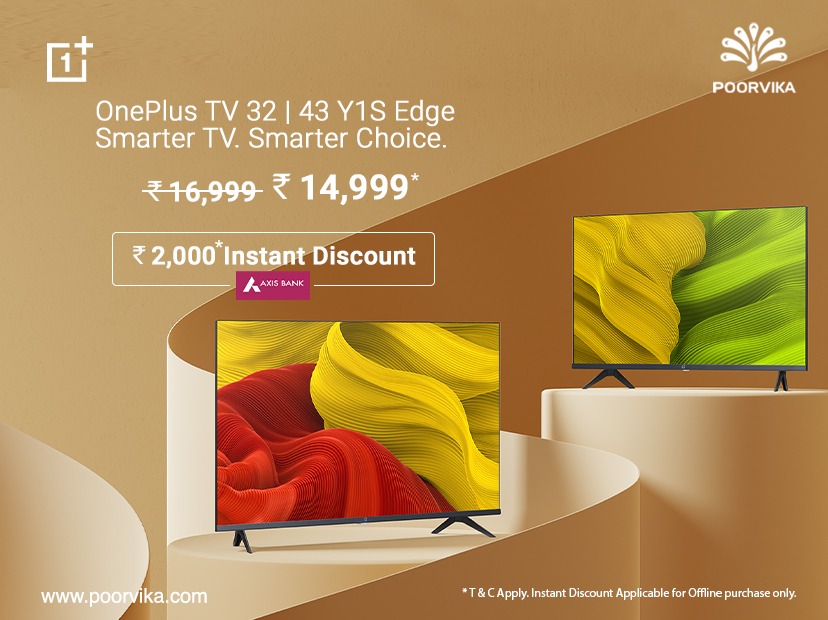 1+
POORVIKA
OnePlus TV 32 | 43 Y1S Edge
Smarter TV. Smarter Choice.
₹ 16,999 ₹ 14,999*
₹ 2,000*Instant Discount
AXIS BANK
www.poorvika.com
* T & C Apply. Instant Discount Applicable for Offline purchase only.